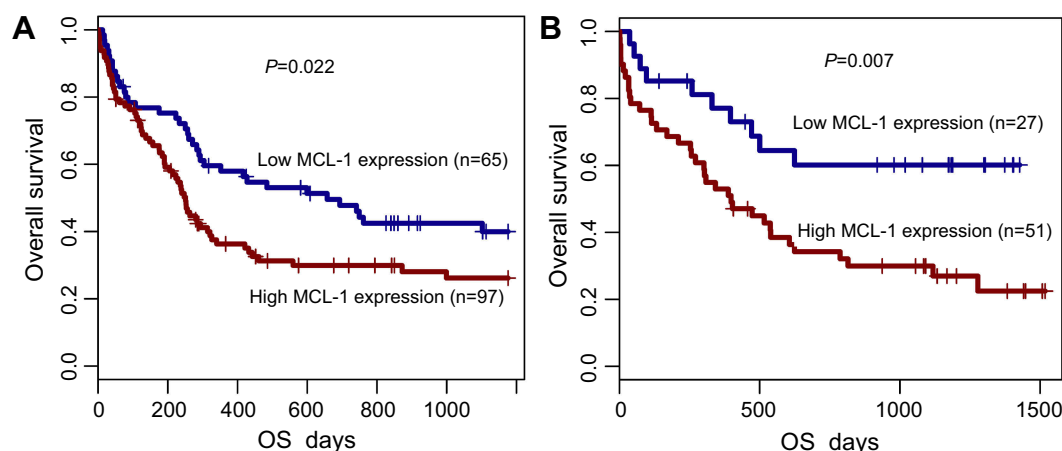 A
P=0.022
Low MCL-1 expression (n=65)
High MCL-1 expression (n=97)
Overall survival
0.0 0.2 0.4 0.6 0.8 1.0
0 200 400 600 800 1000
OS days
B
P=0.007
Low MCL-1 expression (n=27)
High MCL-1 expression (n=51)
Overall survival
0.0 0.2 0.4 0.6 0.8 1.0
0 500 1000 1500
OS days